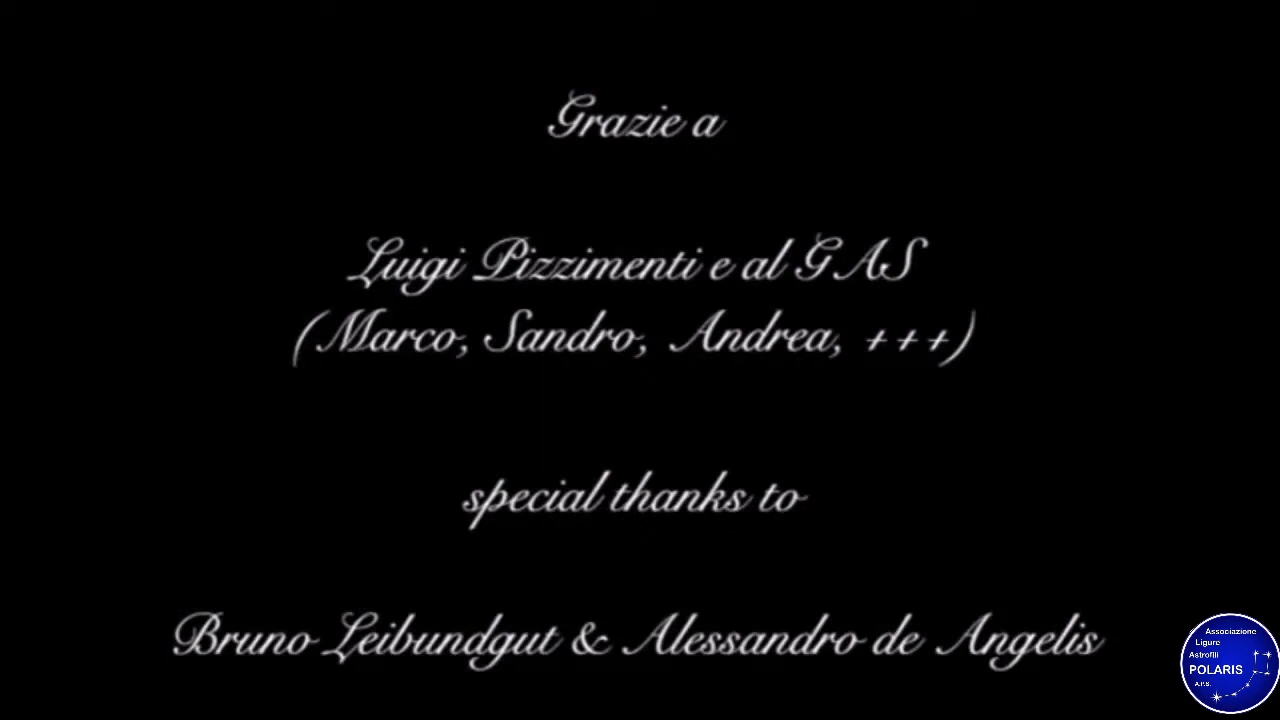 Grazie a
Luigi Pizzimenti e al GAS
(Marco, Sandro, Andrea, +++)
special thanks to
Bruno Leibundgut & Alessandro de Angelis
Associazione
Ligure
Astrofili
POLARIS
A.P.S.